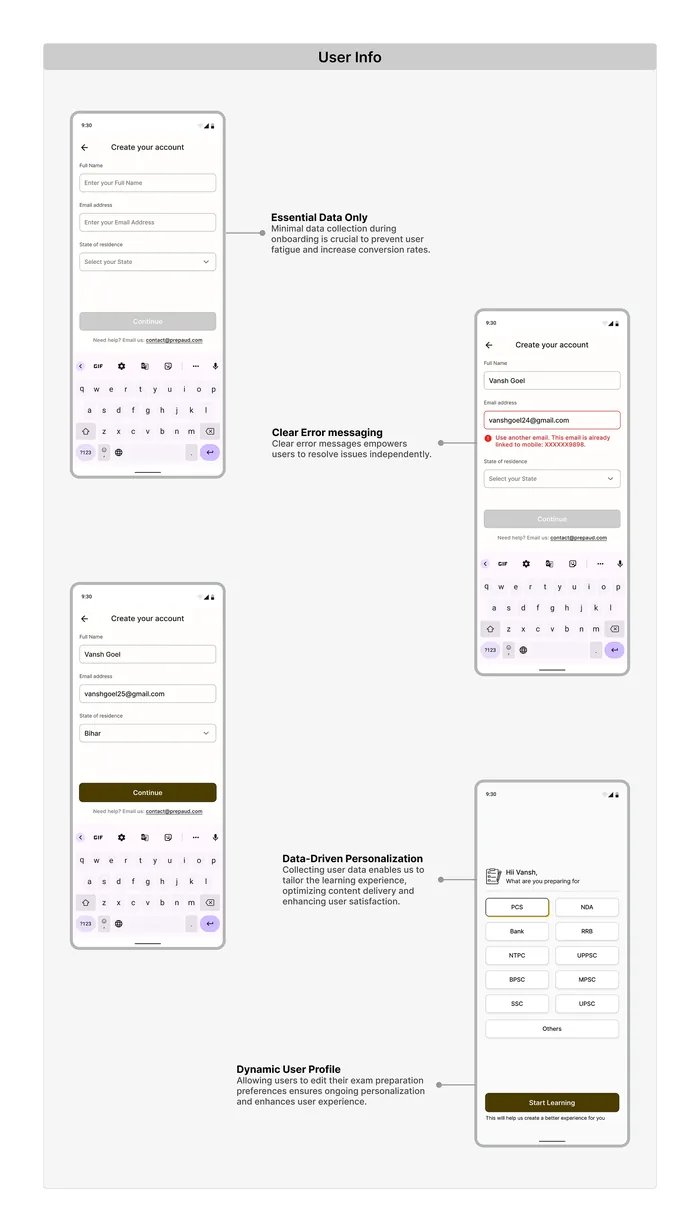 User Info
9:30
Create your account
Full Name
Enter your Full Name
Email address
Enter your Email Address
State of residence
Select your State
Continue
Need help? Email us: contact@prepaud.com
GIF
q w e r t y u i o p
a s d f g h j k l
z x c v b n m
?123 , .
Essential Data Only
Minimal data collection during
onboarding is crucial to prevent user
fatigue and increase conversion rates.
9:30
Create your account
Full Name
Vansh Goel
Email address
vanshgoel24@gmail.com
Use another email. This email is already
linked to mobile: XXXXXX9898.
State of residence
Select your State
Continue
Need help? Email us: contact@prepaud.com
GIF
q w e r t y u i o p
a s d f g h j k l
z x c v b n m
?123 , .
Clear Error messaging
Clear error messages empowers
users to resolve issues independently.
9:30
Create your account
Full Name
Vansh Goel
Email address
vanshgoel25@gmail.com
State of residence
Bihar
Continue
Need help? Email us: contact@prepaud.com
GIF
q w e r t y u i o p
a s d f g h j k l
z x c v b n m
?123 , .
Data-Driven Personalization
Collecting user data enables us to
tailor the learning experience,
optimizing content delivery and
enhancing user satisfaction.
9:30
Hii Vansh,
What are you preparing for
PCS NDA
Bank RRB
NTPC UPPSC
BPSC MPSC
SSC UPSC
Others
Start Learning
This will help us create a better experience for you
Dynamic User Profile
Allowing users to edit their exam preparation
preferences ensures ongoing personalization
and enhances user experience.